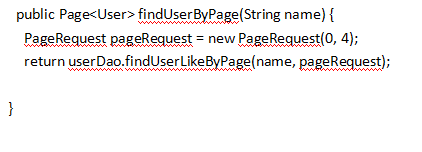 public Page<User> findUserByPage(String name) {
PageRequest pageRequest = new PageRequest(0, 4);
return userDao.findUserLikeByPage(name, pageRequest);
}